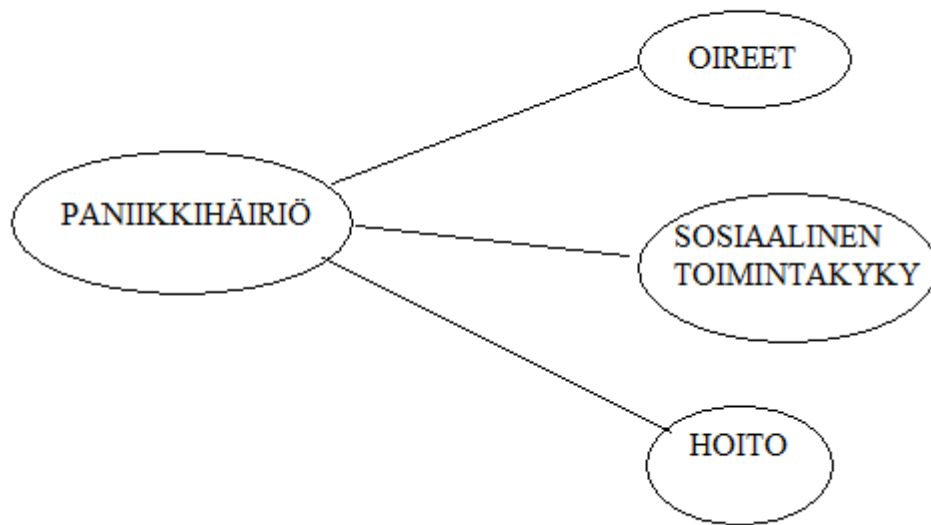 OIREET
PANIIKKIHÄIRIÖ
SOSIAALINEN
TOIMINTAKYKY
HOITO